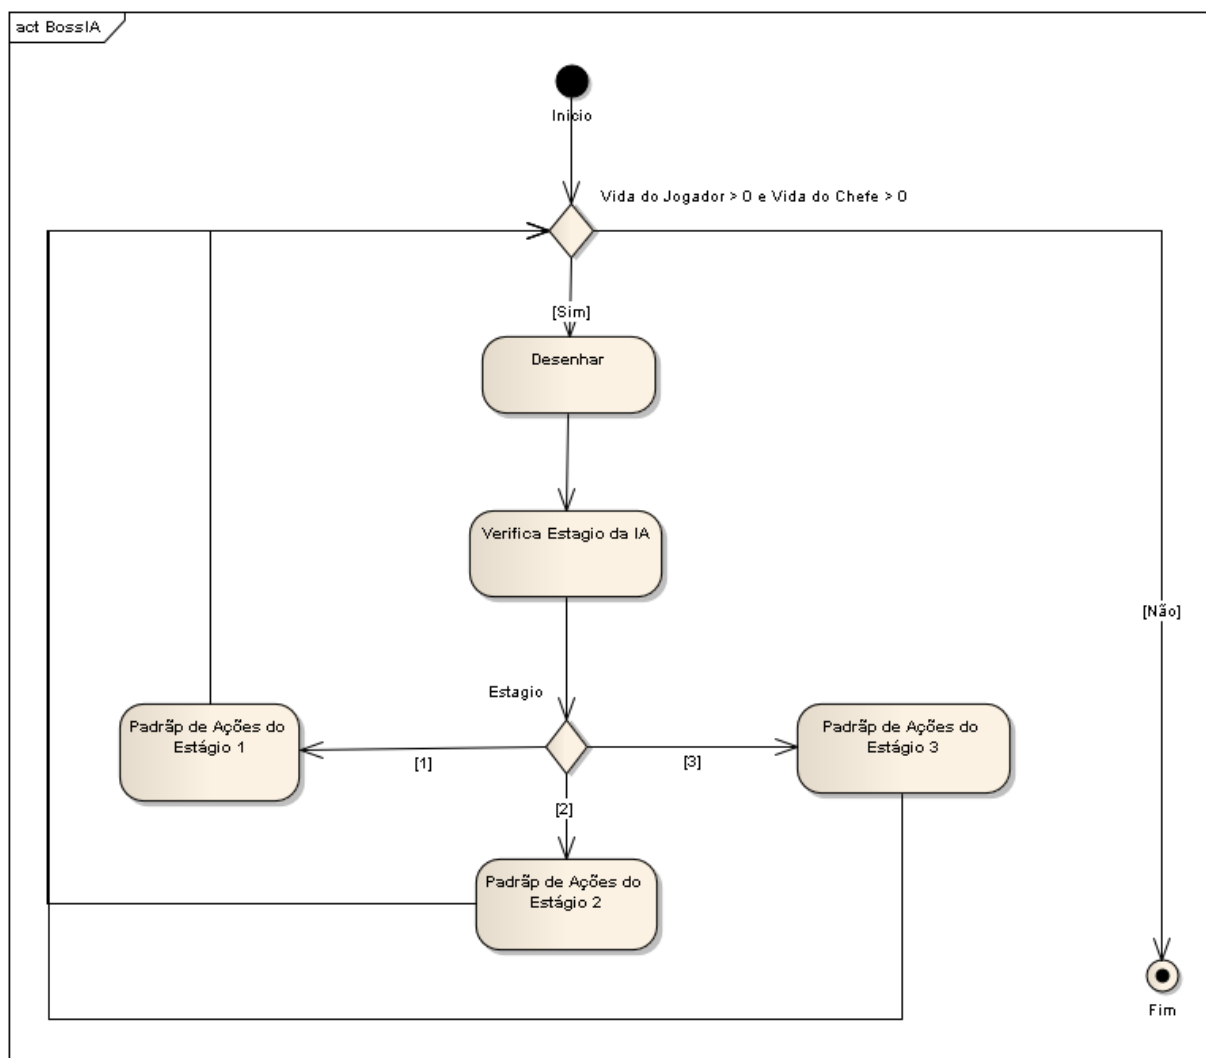 act BossIA
Inicio
Vida do Jogador > 0 e Vida do Chefe > 0
[Sim]
Desenhar
Verifica Estagio da IA
[Não]
Estagio
Padrãp de Ações do
Estágio 1
[1]
[3]
Padrãp de Ações do
Estágio 3
[2]
Padrãp de Ações do
Estágio 2
Fim